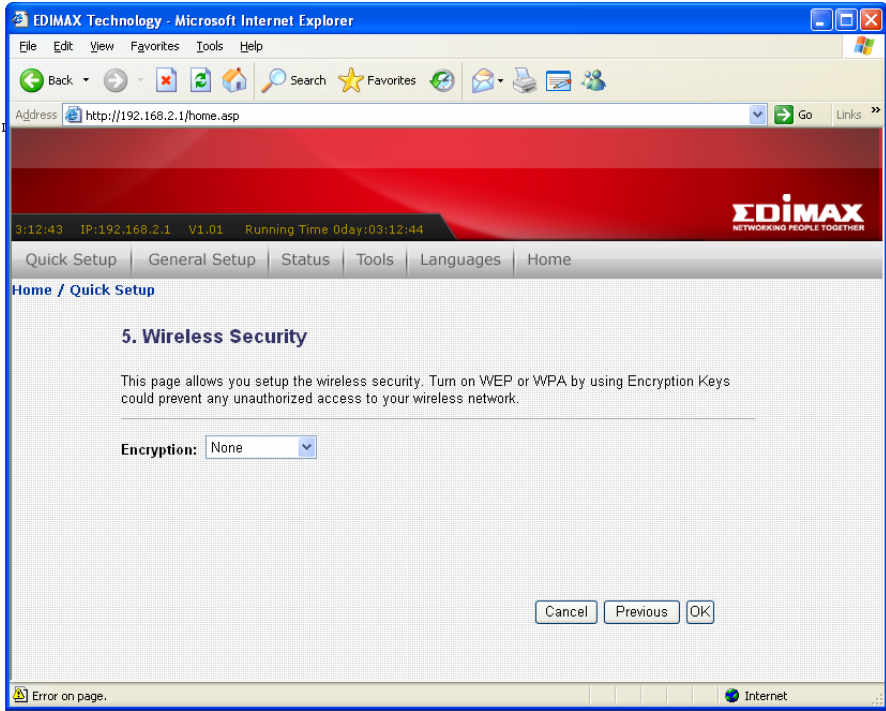 EDIMAX Technology - Microsoft Internet Explorer
File Edit View Favorites Tools Help
Back Search Favorites
Address http://192.168.2.1/home.asp Go Links »
EDIMAX
NETWORKING PEOPLE TOGETHER
3:12:43 IP:192.168.2.1 V1.01 Running Time 0day:03:12:44
Quick Setup General Setup Status Tools Languages Home
Home / Quick Setup
5. Wireless Security
This page allows you setup the wireless security. Turn on WEP or WPA by using Encryption Keys
could prevent any unauthorized access to your wireless network.
Encryption: None
Cancel Previous OK
Error on page. Internet